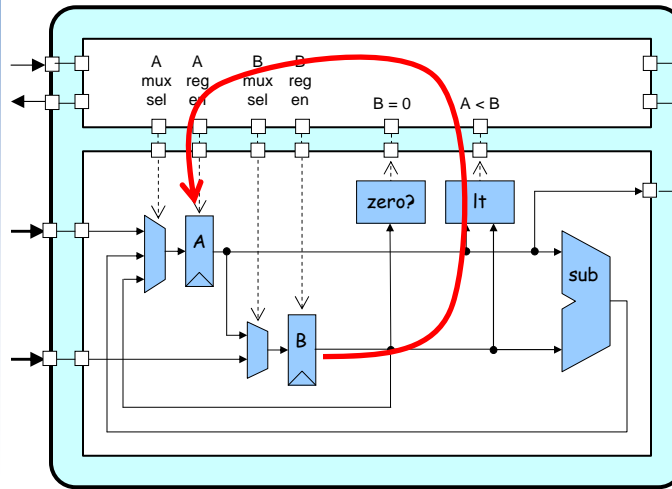 A mux sel
A reg en
B mux sel
B reg en
B = 0
A < B
zero?
lt
A
sub
B